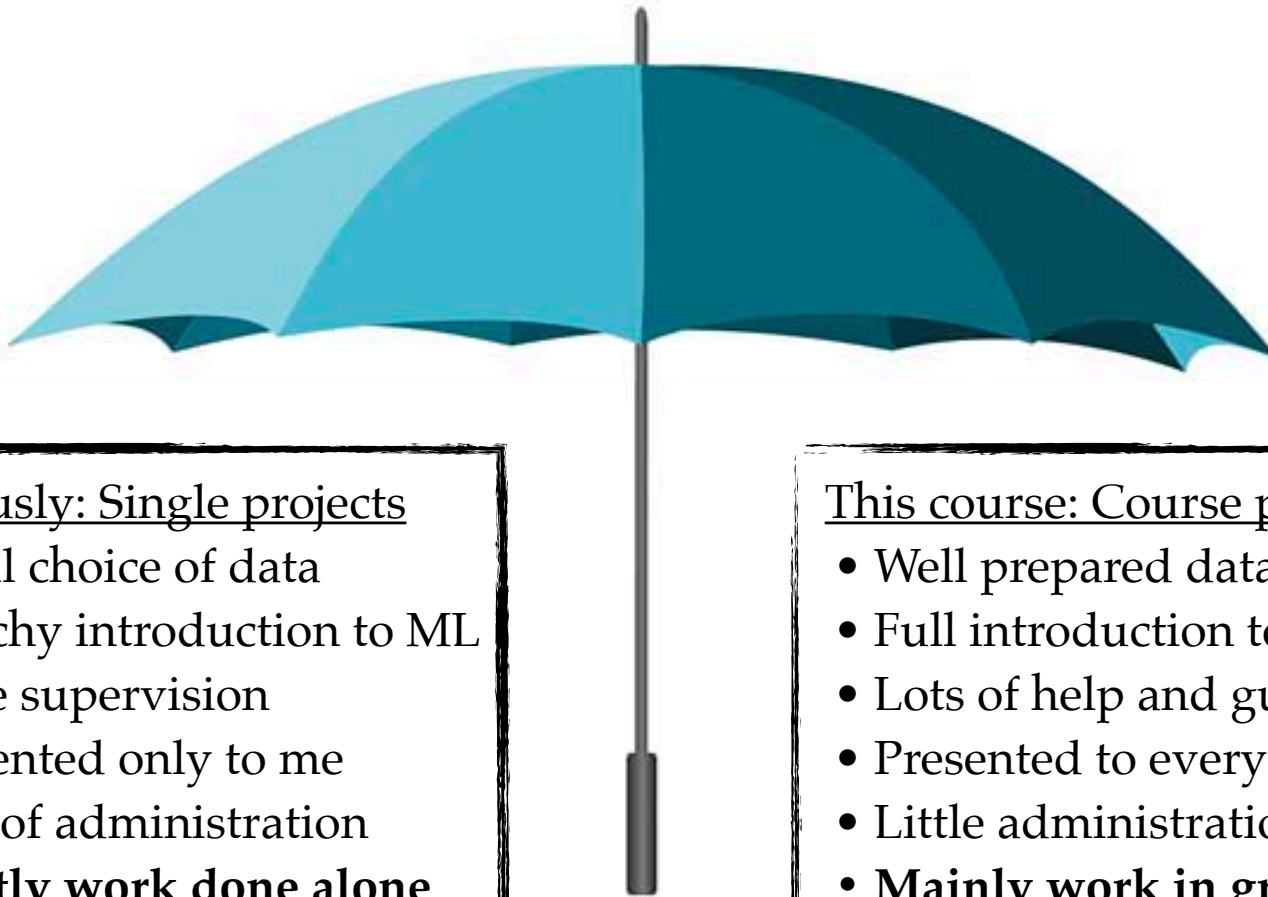 usly: Single projects
l choice of data
chy introduction to ML
e supervision
ented only to me
of administration
tly work done alone
This course: Course p
• Well prepared data
• Full introduction to
• Lots of help and gu
• Presented to every
• Little administratio
• Mainly work in gr